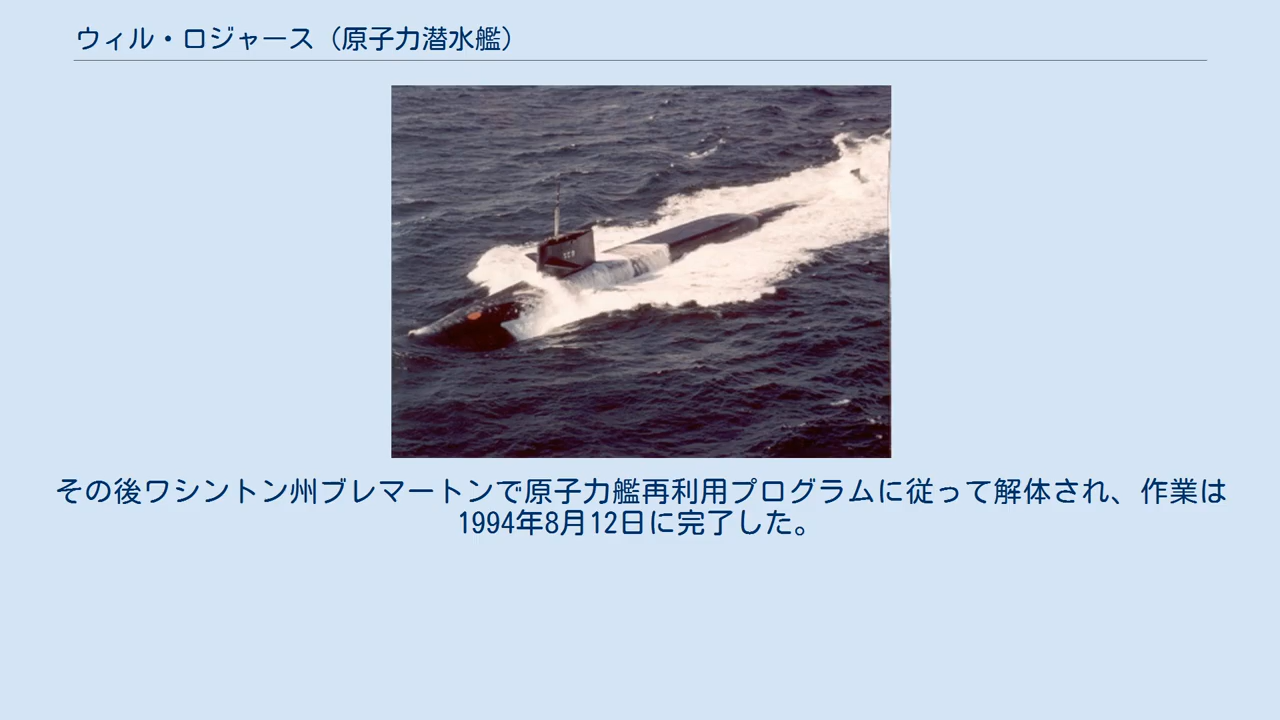 ウィル・ロジャース（原子力潜水艦）
その後ワシントン州ブレマートンで原子力艦再利用プログラムに従って解体され、作業は
1994年8月12日に完了した。